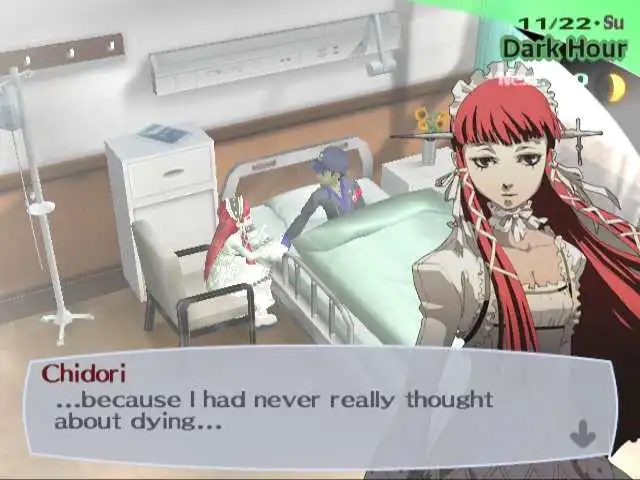 11/22·Su
Dark Hour
Chidori
...because I had never really thought
about dying...